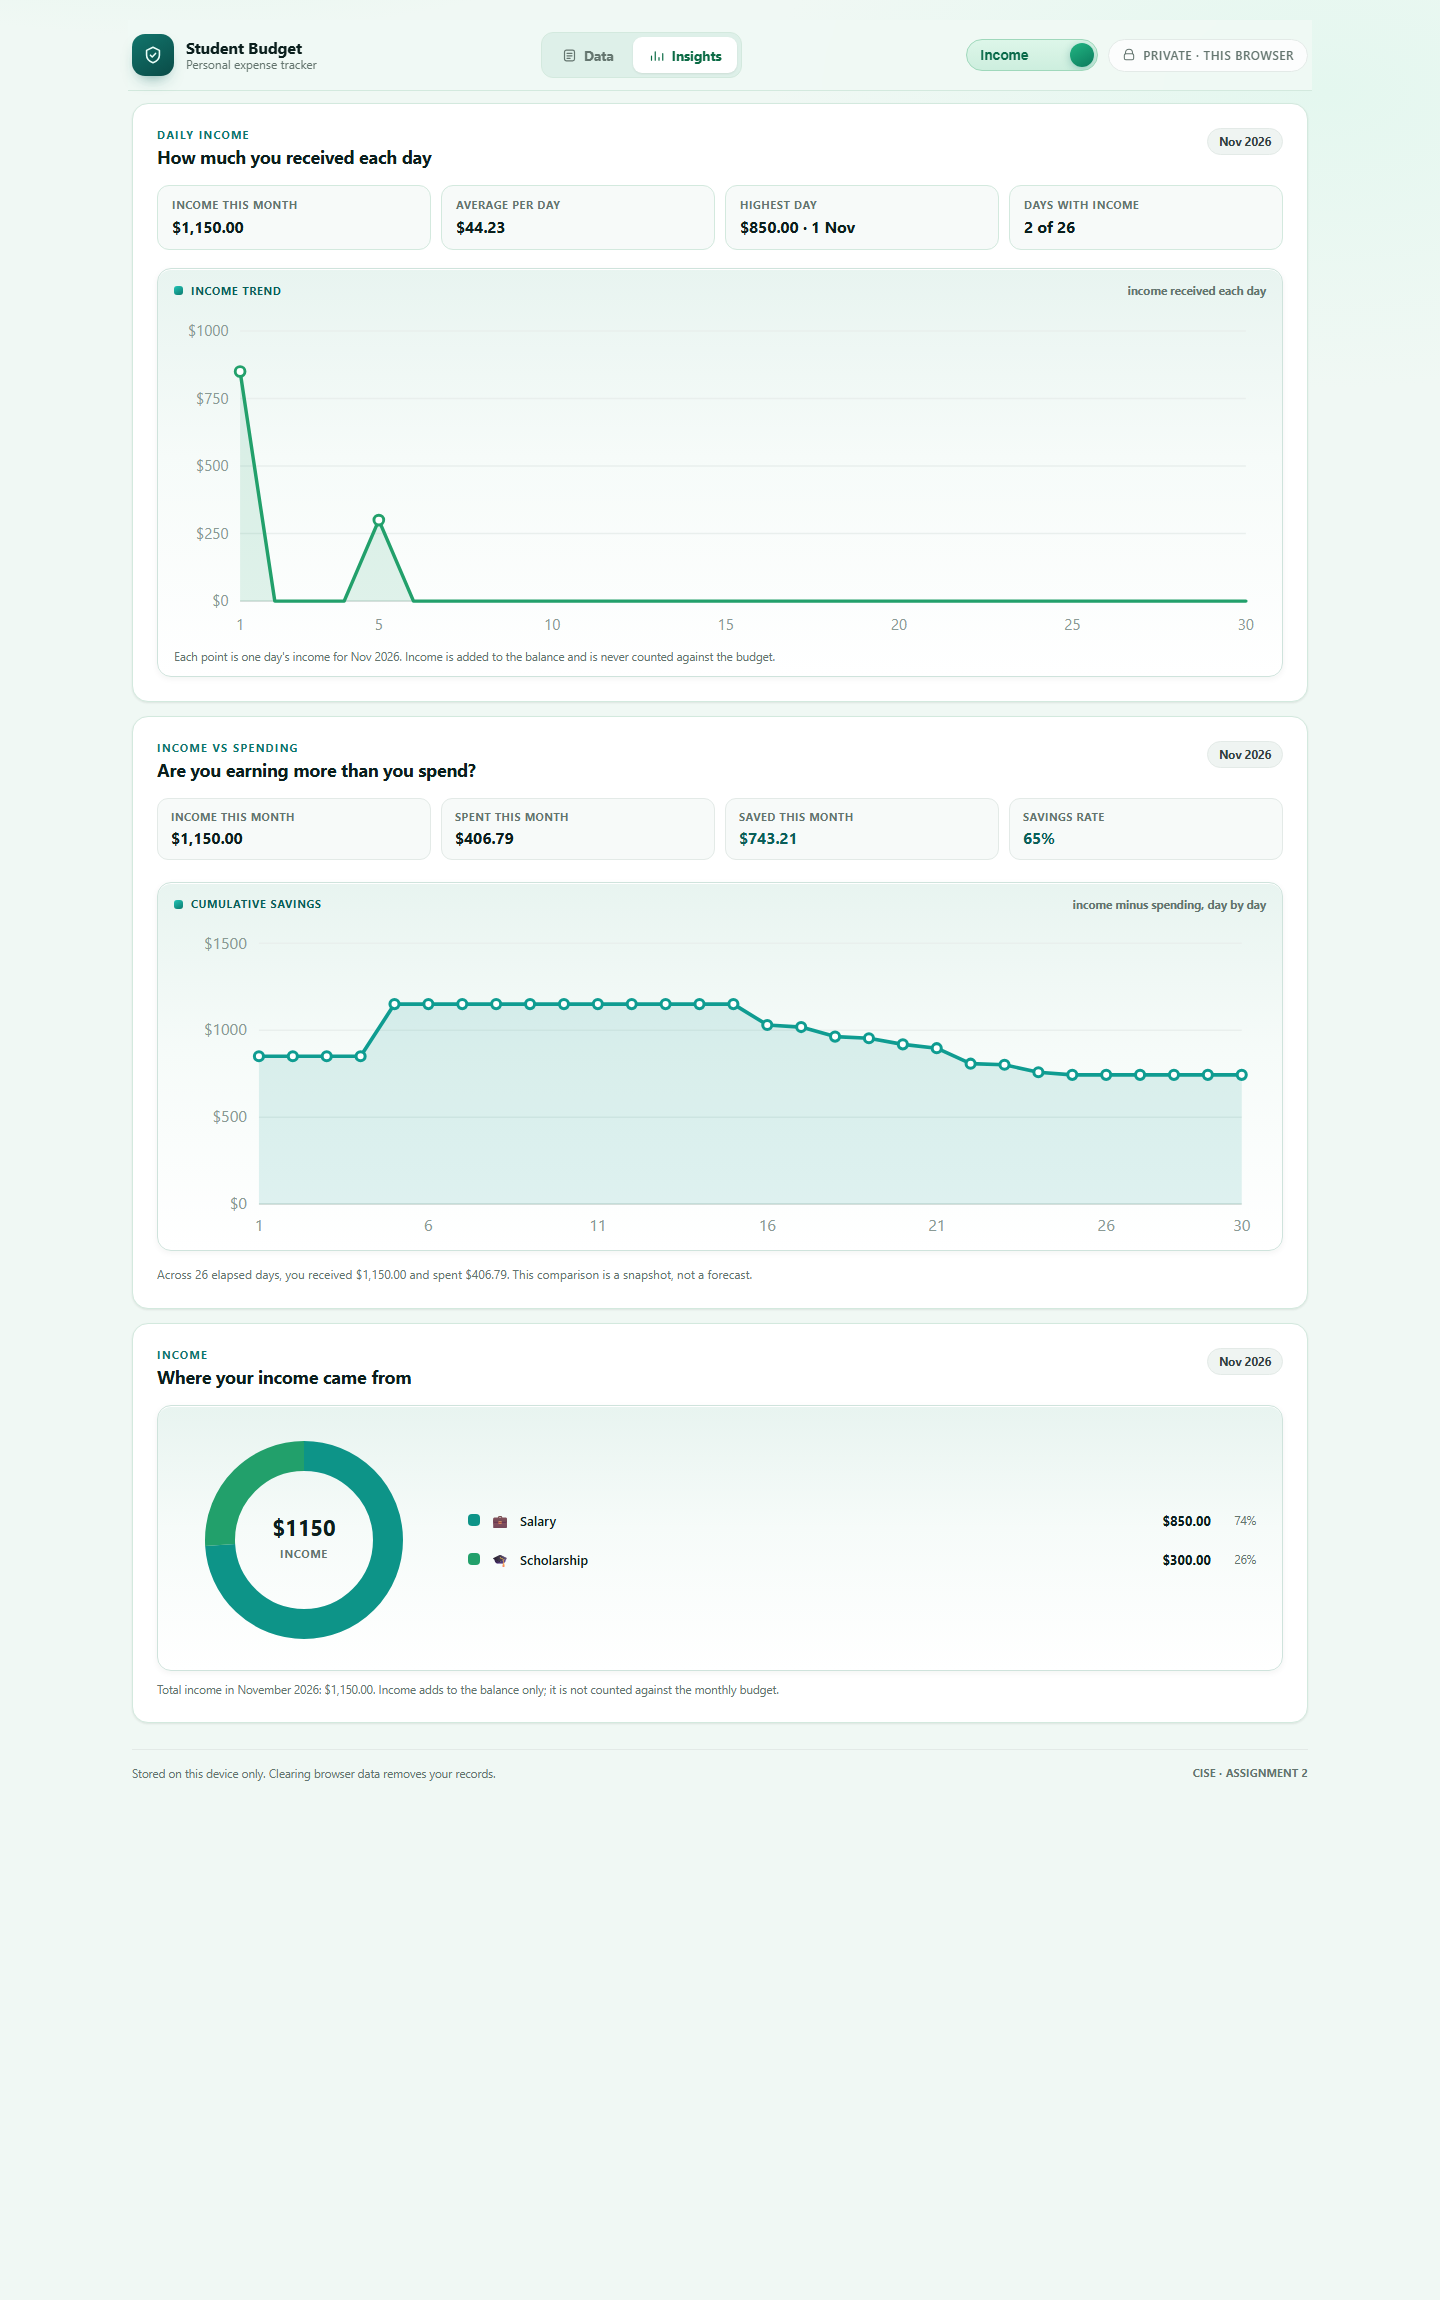 Student Budget
Personal expense tracker
Data
Insights
Income
PRIVATE · THIS BROWSER
DAILY INCOME
How much you received each day
Nov 2026
INCOME THIS MONTH
$1,150.00
AVERAGE PER DAY
$44.23
HIGHEST DAY
$850.00 · 1 Nov
DAYS WITH INCOME
2 of 26
INCOME TREND
income received each day
$1000
$750
$500
$250
$0
1 5 10 15 20 25 30
Each point is one day's income for Nov 2026. Income is added to the balance and is never counted against the budget.
INCOME VS SPENDING
Are you earning more than you spend?
Nov 2026
INCOME THIS MONTH
$1,150.00
SPENT THIS MONTH
$406.79
SAVED THIS MONTH
$743.21
SAVINGS RATE
65%
CUMULATIVE SAVINGS
income minus spending, day by day
$1500
$1000
$500
$0
1 6 11 16 21 26 30
Across 26 elapsed days, you received $1,150.00 and spent $406.79. This comparison is a snapshot, not a forecast.
INCOME
Where your income came from
Nov 2026
$1150
INCOME
Salary $850.00 74%
Scholarship $300.00 26%
Total income in November 2026: $1,150.00. Income adds to the balance only; it is not counted against the monthly budget.
Stored on this device only. Clearing browser data removes your records.
CISE · ASSIGNMENT 2